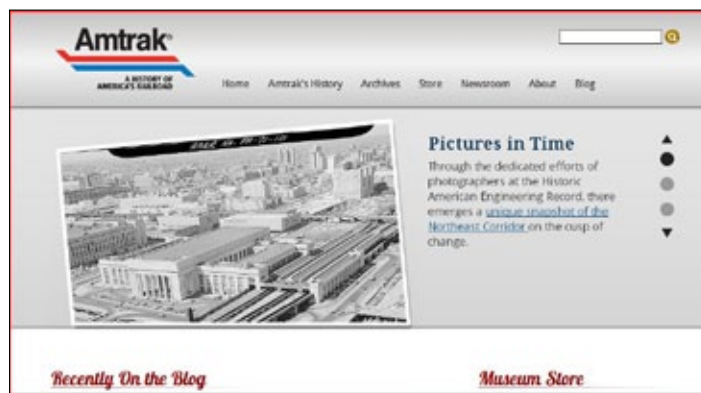 Amtrak®
A HISTORY OF
AMERICA'S RAILROAD
Home Amtrak's History Archives Store Newsroom About Blog
Pictures in Time
Through the dedicated efforts of
photographers at the Historic
American Engineering Record, there
emerges a unique snapshot of the
Northeast Corridor on the cusp of
change.
Recently On the Blog
Museum Store